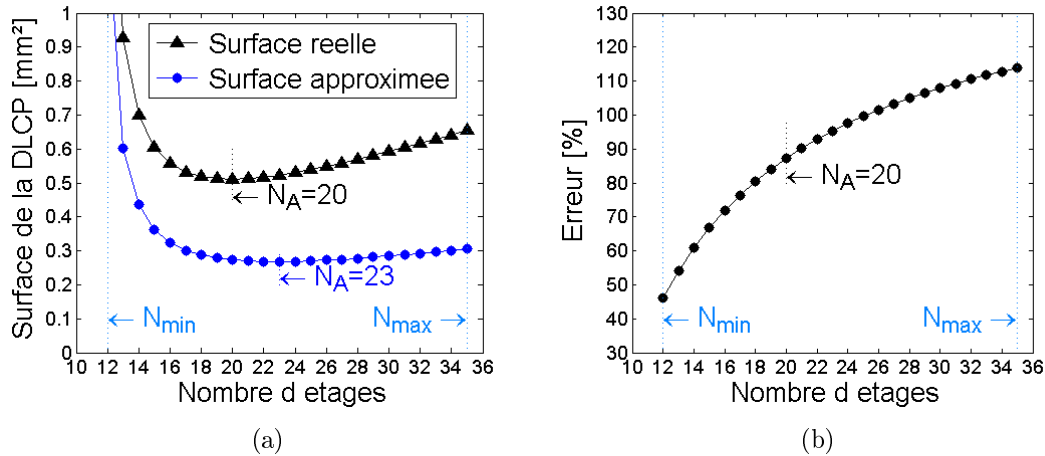 Surface de la DLCP [mm²]
1
0.9
0.8
0.7
0.6
0.5
0.4
0.3
0.2
0.1
0
Surface reelle
Surface approximee
← N_A=20
← N_A=23
← N_min
N_max →
10 12 14 16 18 20 22 24 26 28 30 32 34 36
Nombre d etages
(a)
Erreur [%]
130
120
110
100
90
80
70
60
50
40
30
← N_A=20
← N_min
N_max →
10 12 14 16 18 20 22 24 26 28 30 32 34 36
Nombre d etages
(b)